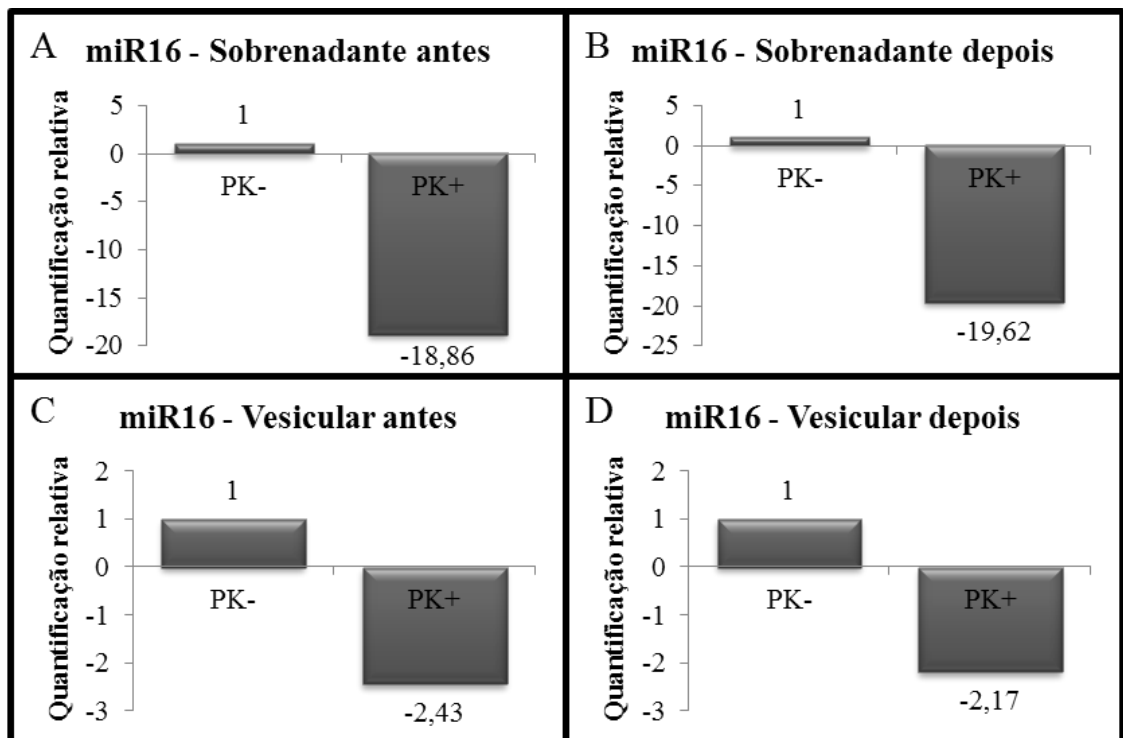 A
miR16 - Sobrenadante antes
Quantificação relativa
5
0
-5
-10
-15
-20
1
PK-
PK+
-18,86
B
miR16 - Sobrenadante depois
Quantificação relativa
5
0
-5
-10
-15
-20
-25
1
PK-
PK+
-19,62
C
miR16 - Vesicular antes
Quantificação relativa
2
1
0
-1
-2
-3
1
PK-
PK+
-2,43
D
miR16 - Vesicular depois
Quantificação relativa
2
1
0
-1
-2
-3
1
PK-
PK+
-2,17